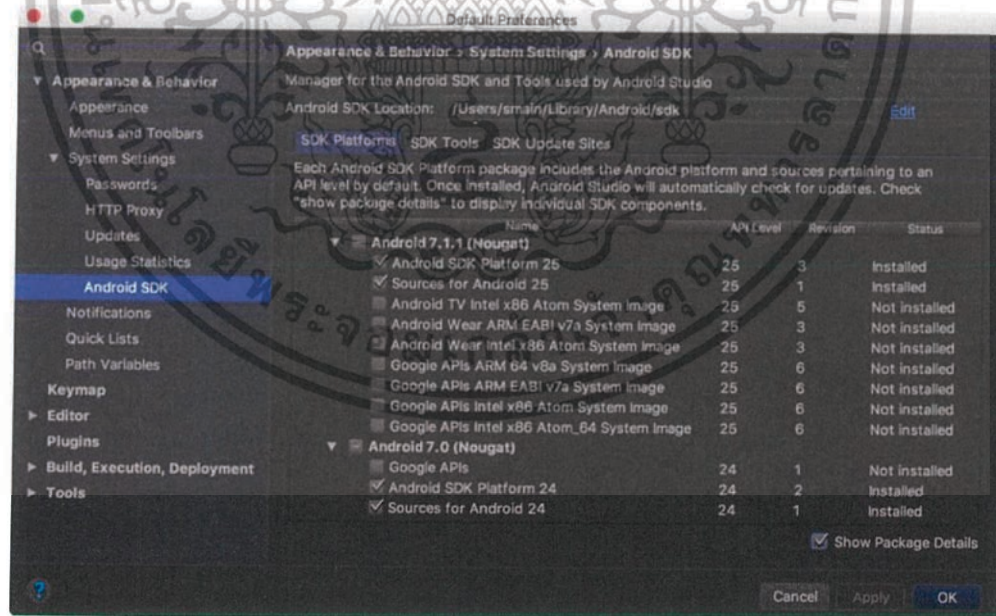 Default Preferences
Appearance & Behavior › System Settings › Android SDK
▼ Appearance & Behavior
Appearance
Menus and Toolbars
▼ System Settings
Passwords
HTTP Proxy
Updates
Usage Statistics
Android SDK
Notifications
Quick Lists
Path Variables
Keymap
► Editor
Plugins
► Build, Execution, Deployment
► Tools
Manager for the Android SDK and Tools used by Android Studio
Android SDK Location: /Users/smain/Library/Android/sdk Edit
SDK Platforms SDK Tools SDK Update Sites
Each Android SDK Platform package includes the Android platform and sources pertaining to an
API level by default. Once installed, Android Studio will automatically check for updates. Check
"show package details" to display individual SDK components.
Name API Level Revision Status
▼ Android 7.1.1 (Nougat)
Android SDK Platform 25 25 3 Installed
Sources for Android 25 25 1 Installed
Android TV Intel x86 Atom System Image 25 5 Not installed
Android Wear ARM EABI v7a System Image 25 3 Not installed
Android Wear Intel x86 Atom System Image 25 3 Not installed
Google APIs ARM 64 v8a System Image 25 6 Not installed
Google APIs ARM EABI v7a System Image 25 6 Not installed
Google APIs Intel x86 Atom System Image 25 6 Not installed
Google APIs Intel x86 Atom_64 System Image 25 6 Not installed
▼ Android 7.0 (Nougat)
Google APIs 24 1 Not installed
Android SDK Platform 24 24 2 Installed
Sources for Android 24 24 1 Installed
Show Package Details
? Cancel Apply OK